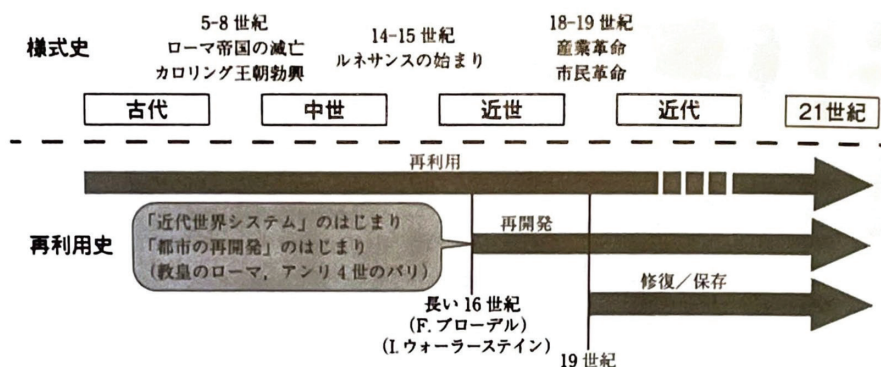 様式史
5-8 世紀
ローマ帝国の滅亡
カロリング王朝勃興
14-15 世紀
ルネサンスの始まり
18-19 世紀
産業革命
市民革命
古代
中世
近世
近代
21世紀
再利用
再利用史
「近代世界システム」のはじまり
「都市の再開発」のはじまり
(教皇のローマ，アンリ 4 世のパリ)
再開発
修復／保存
長い 16 世紀
(F. ブローデル)
(I. ウォーラーステイン)
19 世紀